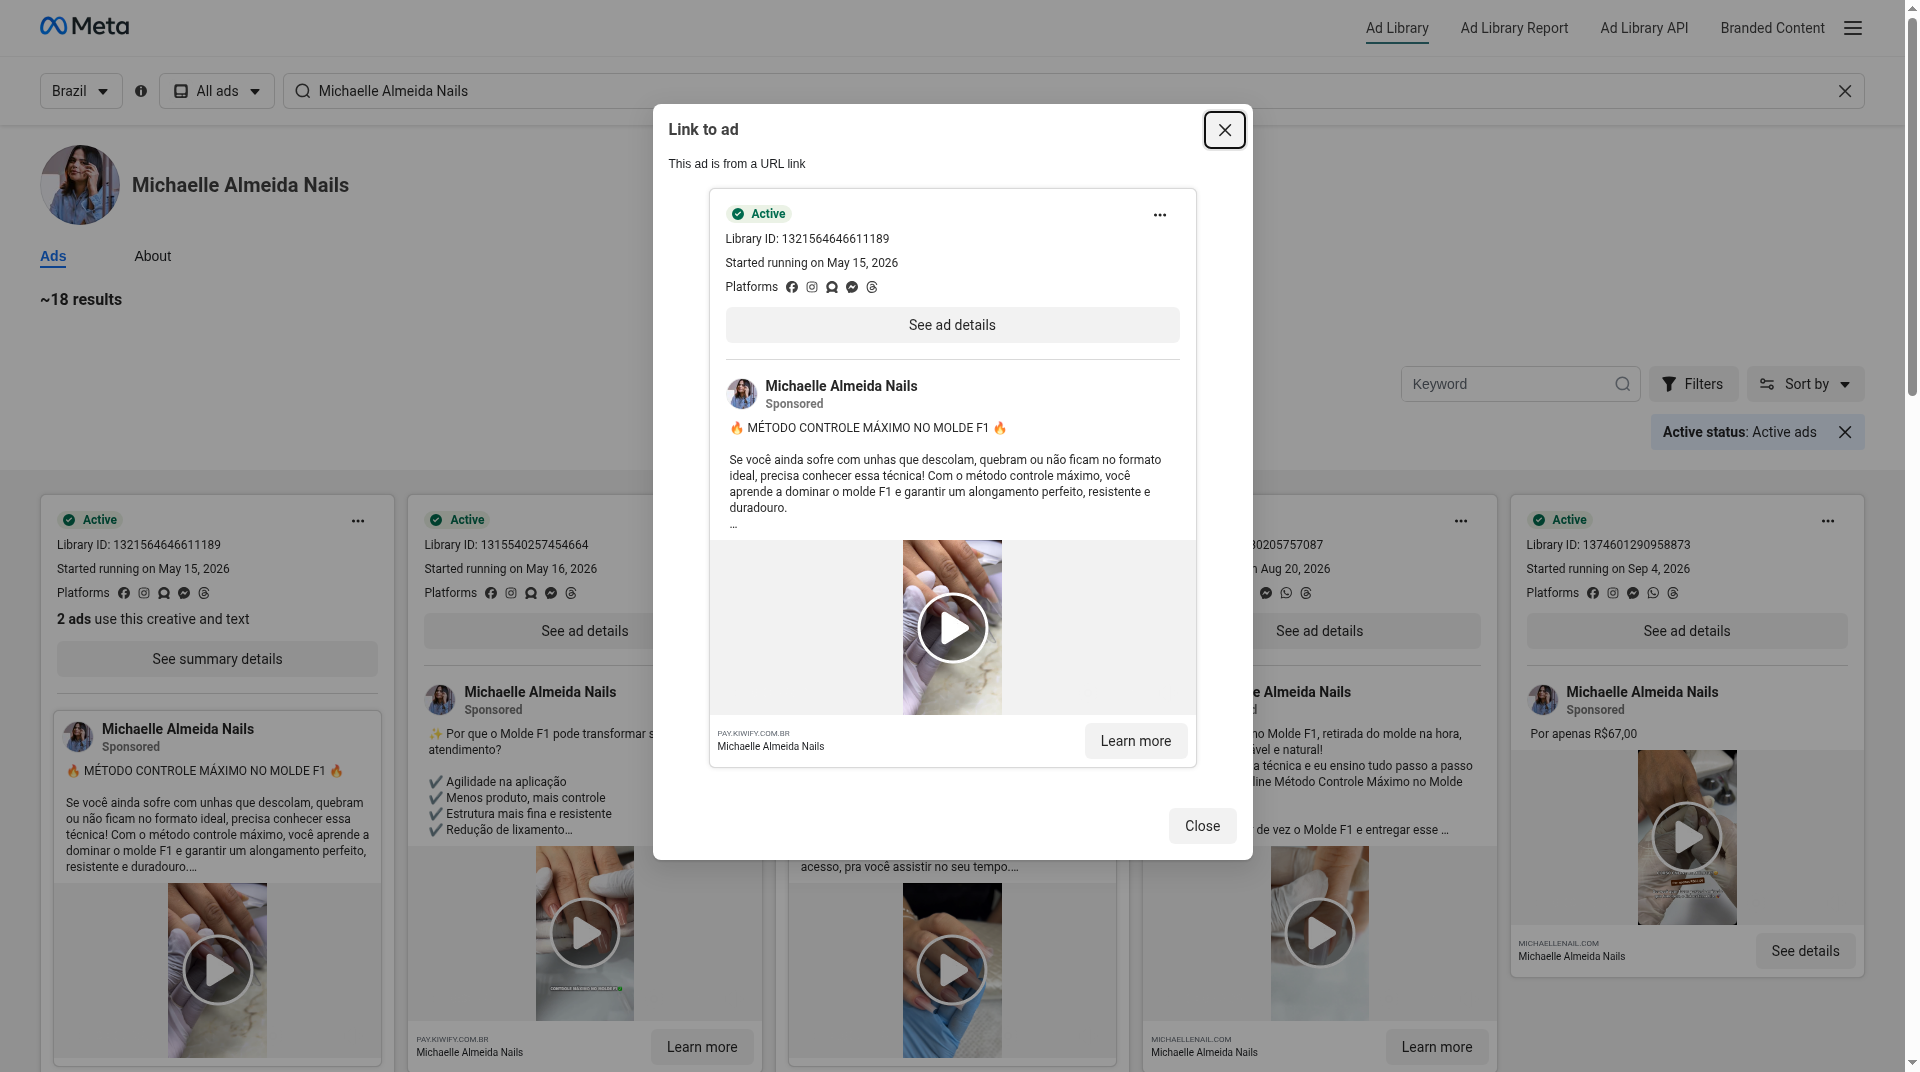 Meta
Ad Library
Ad Library Report
Ad Library API
Branded Content
Brazil
All ads
Michaelle Almeida Nails
Michaelle Almeida Nails
Ads
About
~18 results
Keyword
Filters
Sort by
Active status: Active ads
Link to ad
This ad is from a URL link
Active
Library ID: 1321564646611189
Started running on May 15, 2026
Platforms
See ad details
Michaelle Almeida Nails
Sponsored
🔥 MÉTODO CONTROLE MÁXIMO NO MOLDE F1 🔥
Se você ainda sofre com unhas que descolam, quebram ou não ficam no formato
ideal, precisa conhecer essa técnica! Com o método controle máximo, você
aprende a dominar o molde F1 e garantir um alongamento perfeito, resistente e
duradouro.
...
PAY.KIWIFY.COM.BR
Michaelle Almeida Nails
Learn more
Close
Active
Library ID: 1321564646611189
Started running on May 15, 2026
Platforms
2 ads use this creative and text
See summary details
Michaelle Almeida Nails
Sponsored
🔥 MÉTODO CONTROLE MÁXIMO NO MOLDE F1 🔥
Se você ainda sofre com unhas que descolam, quebram
ou não ficam no formato ideal, precisa conhecer essa
técnica! Com o método controle máximo, você aprende a
dominar o molde F1 e garantir um alongamento perfeito,
resistente e duradouro.…
Active
Library ID: 1315540257454664
Started running on May 16, 2026
Platforms
See ad details
Michaelle Almeida Nails
Sponsored
✨ Por que o Molde F1 pode transformar s
atendimento?
✔️ Agilidade na aplicação
✔️ Menos produto, mais controle
✔️ Estrutura mais fina e resistente
✔️ Redução de lixamento…
PAY.KIWIFY.COM.BR
Michaelle Almeida Nails
Learn more
acesso, pra você assistir no seu tempo.…
80205757087
n Aug 20, 2026
See ad details
e Almeida Nails
d
no Molde F1, retirada do molde na hora,
ável e natural!
a técnica e eu ensino tudo passo a passo
line Método Controle Máximo no Molde
de vez o Molde F1 e entregar esse …
MICHAELLENAIL.COM
Michaelle Almeida Nails
Learn more
Active
Library ID: 1374601290958873
Started running on Sep 4, 2026
Platforms
See ad details
Michaelle Almeida Nails
Sponsored
Por apenas R$67,00
MICHAELLENAIL.COM
Michaelle Almeida Nails
See details